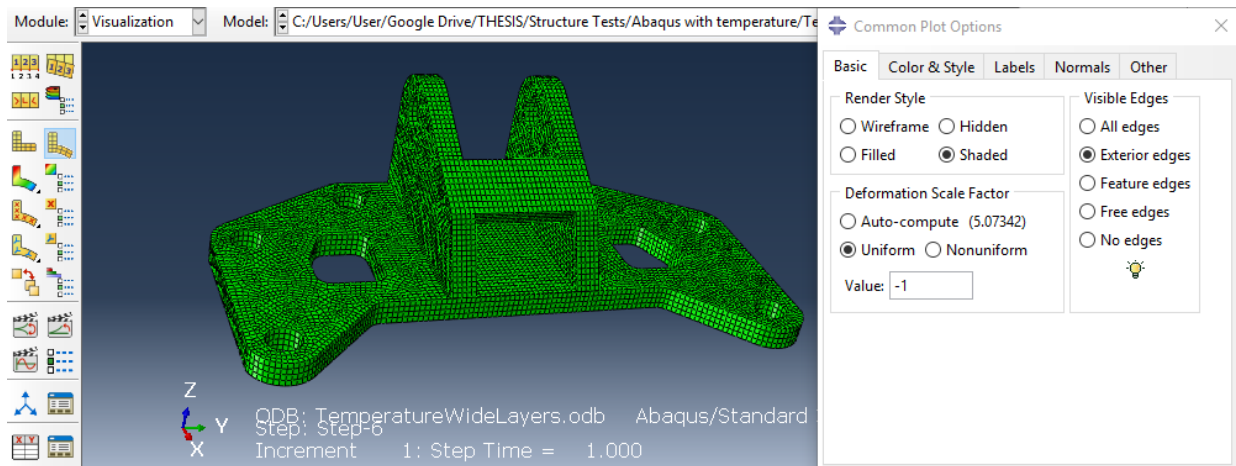 Module: Visualization Model: C:/Users/User/Google Drive/THESIS/Structure Tests/Abaqus with temperature/Te
Common Plot Options
Basic Color & Style Labels Normals Other
Render Style
Wireframe Hidden
Filled Shaded
Visible Edges
All edges
Exterior edges
Feature edges
Free edges
No edges
Deformation Scale Factor
Auto-compute (5.07342)
Uniform Nonuniform
Value: -1
Z
Y
X
ODB: TemperatureWideLayers.odb Abaqus/Standard
Step: Step-6
Increment 1: Step Time = 1.000